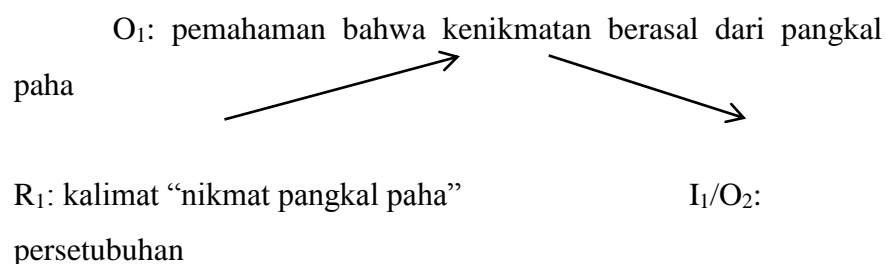 O₁: pemahaman bahwa kenikmatan berasal dari pangkal
paha
R₁: kalimat “nikmat pangkal paha” I₁/O₂:
persetubuhan